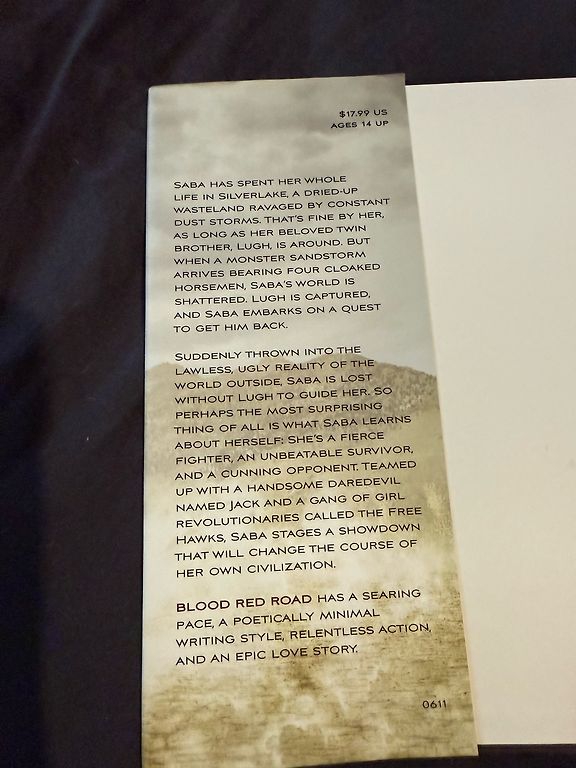 $17.99 US
AGES 14 UP
SABA HAS SPENT HER WHOLE
LIFE IN SILVERLAKE, A DRIED-UP
WASTELAND RAVAGED BY CONSTANT
DUST STORMS. THAT'S FINE BY HER,
AS LONG AS HER BELOVED TWIN
BROTHER, LUGH, IS AROUND. BUT
WHEN A MONSTER SANDSTORM
ARRIVES BEARING FOUR CLOAKED
HORSEMEN, SABA'S WORLD IS
SHATTERED. LUGH IS CAPTURED,
AND SABA EMBARKS ON A QUEST
TO GET HIM BACK.
SUDDENLY THROWN INTO THE
LAWLESS, UGLY REALITY OF THE
WORLD OUTSIDE, SABA IS LOST
WITHOUT LUGH TO GUIDE HER. SO
PERHAPS THE MOST SURPRISING
THING OF ALL IS WHAT SABA LEARNS
ABOUT HERSELF: SHE'S A FIERCE
FIGHTER, AN UNBEATABLE SURVIVOR,
AND A CUNNING OPPONENT. TEAMED
UP WITH A HANDSOME DAREDEVIL
NAMED JACK AND A GANG OF GIRL
REVOLUTIONARIES CALLED THE FREE
HAWKS, SABA STAGES A SHOWDOWN
THAT WILL CHANGE THE COURSE OF
HER OWN CIVILIZATION.
BLOOD RED ROAD HAS A SEARING
PACE, A POETICALLY MINIMAL
WRITING STYLE, RELENTLESS ACTION,
AND AN EPIC LOVE STORY.
0611